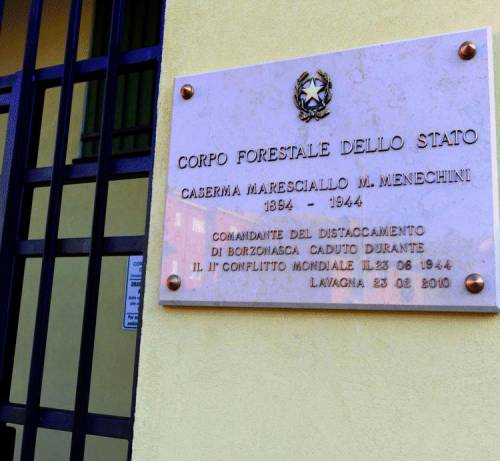 CORPO FORESTALE DELLO STATO
CASERMA MARESCIALLO M. MENECHINI
1894 - 1944
COMANDANTE DEL DISTACCAMENTO
DI BORZONASCA CADUTO DURANTE
IL II° CONFLITTO MONDIALE IL 23 06 1944
LAVAGNA 23 02 2010